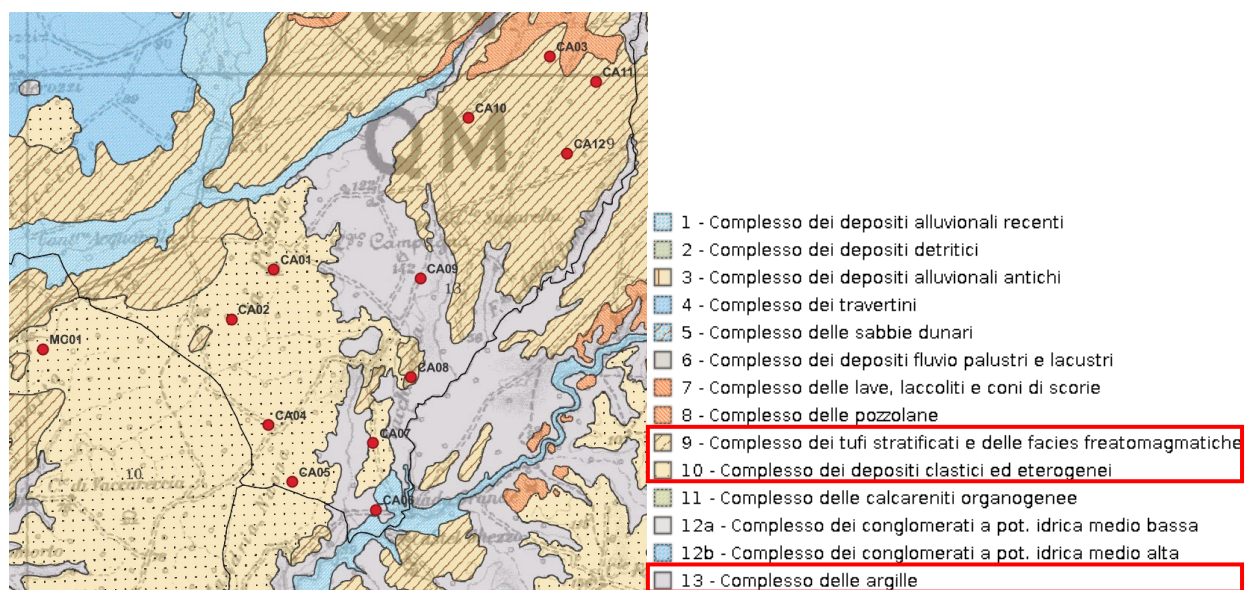 QM
CA03
CA11
CA10
QM
CA129
CA01
Campagna
142
CA09
13
CA02
MC01
CA08
CA04
CA07
10
CA05
CA06
1 - Complesso dei depositi alluvionali recenti
2 - Complesso dei depositi detritici
3 - Complesso dei depositi alluvionali antichi
4 - Complesso dei travertini
5 - Complesso delle sabbie dunari
6 - Complesso dei depositi fluvio palustri e lacustri
7 - Complesso delle lave, laccoliti e coni di scorie
8 - Complesso delle pozzolane
9 - Complesso dei tufi stratificati e delle facies freatomagmatiche
10 - Complesso dei depositi clastici ed eterogenei
11 - Complesso delle calcareniti organogenee
12a - Complesso dei conglomerati a pot. idrica medio bassa
12b - Complesso dei conglomerati a pot. idrica medio alta
13 - Complesso delle argille